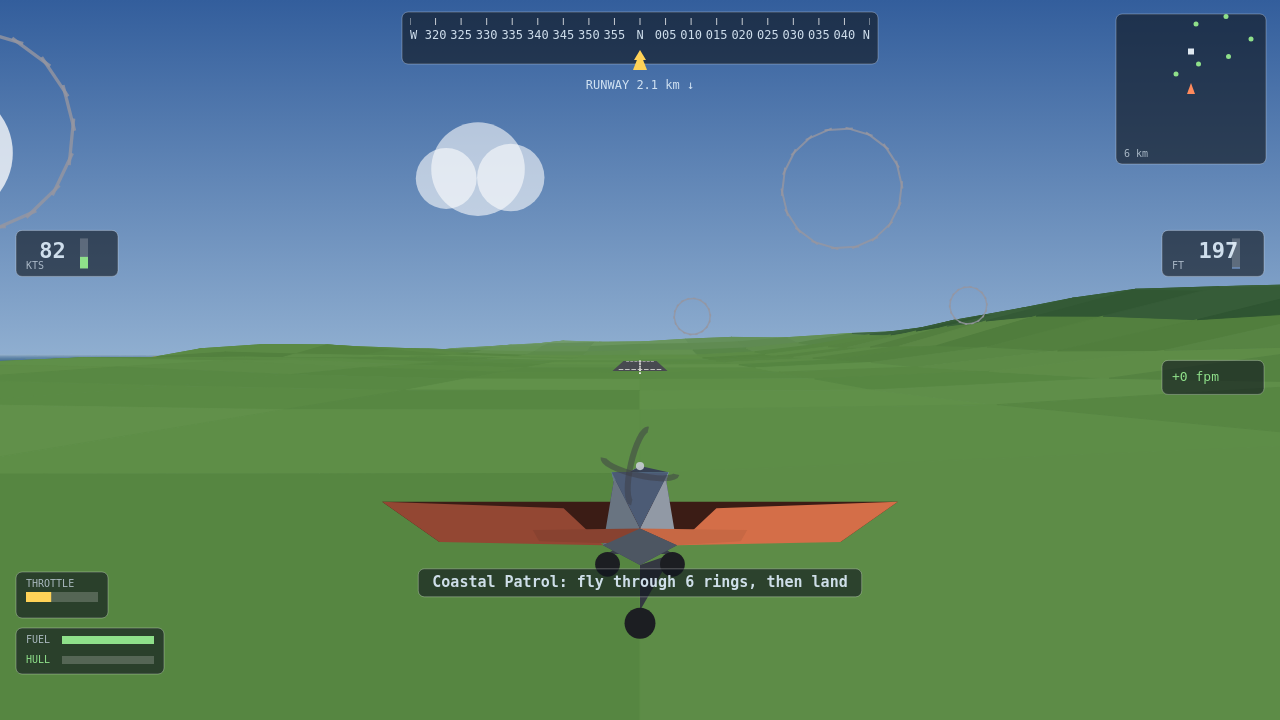 W 320 325 330 335 340 345 350 355 N 005 010 015 020 025 030 035 040 N
RUNWAY 2.1 km ↓
6 km
82
KTS
197
FT
+0 fpm
Coastal Patrol: fly through 6 rings, then land
THROTTLE
FUEL
HULL